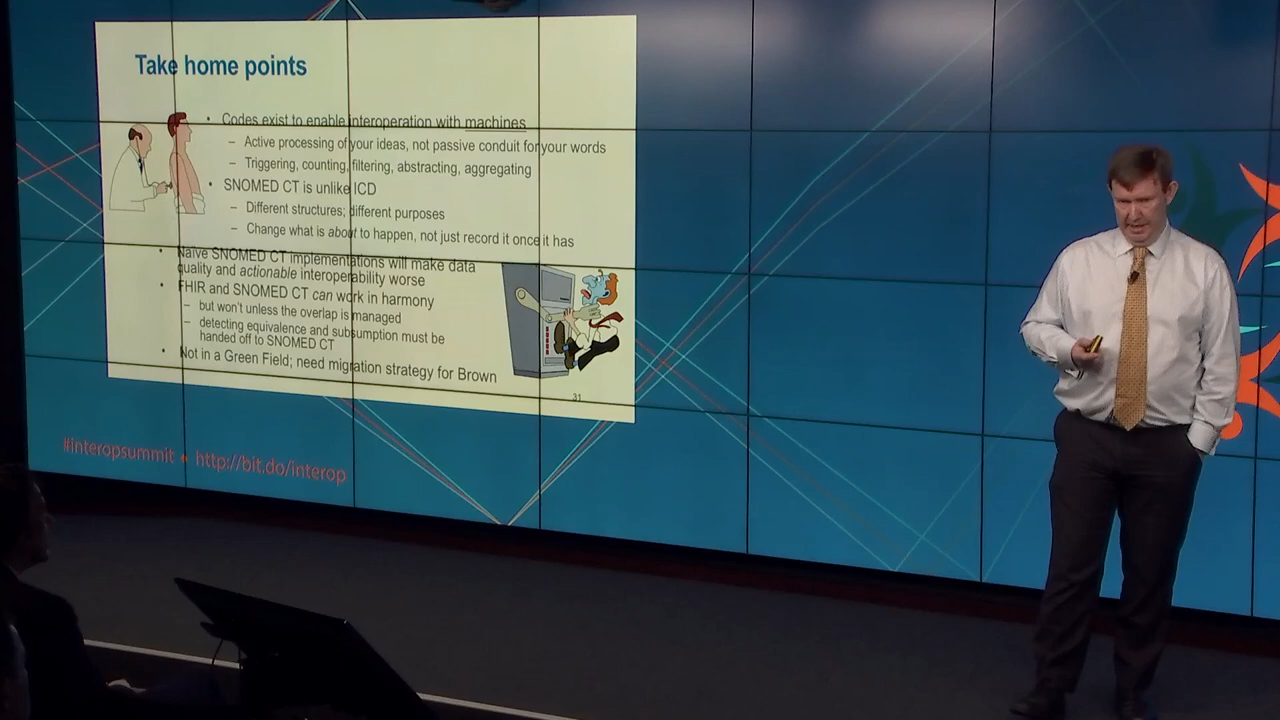 Take home points
• Codes exist to enable interoperation with machines
– Active processing of your ideas, not passive conduit for your words
– Triggering, counting, filtering, abstracting, aggregating
• SNOMED CT is unlike ICD
– Different structures; different purposes
– Change what is about to happen, not just record it once it has
• Naïve SNOMED CT implementations will make data
quality and actionable interoperability worse
• FHIR and SNOMED CT can work in harmony
– but won't unless the overlap is managed
– detecting equivalence and subsumption must be
handed off to SNOMED CT
• Not in a Green Field; need migration strategy for Brown
31
#interopsummit • http://bit.do/interop